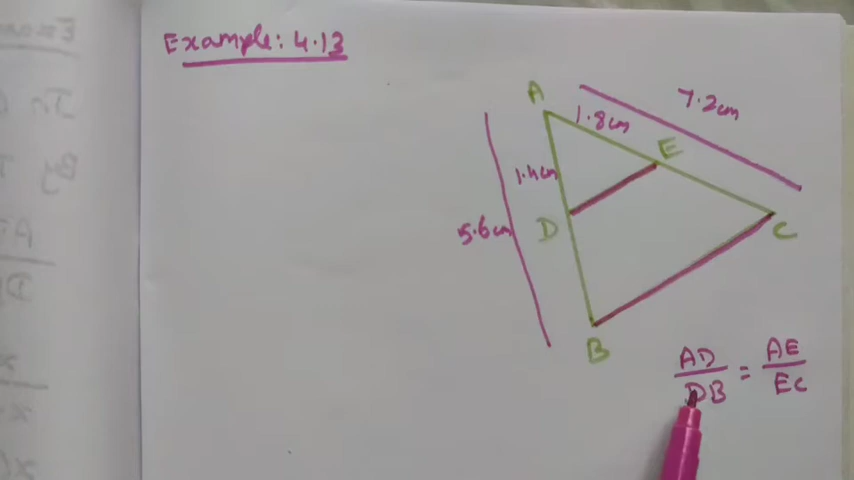 Example: 4.13
A
7.2cm
1.8cm
E
1.4cm
D
5.6cm
C
B
AD/DB = AE/EC